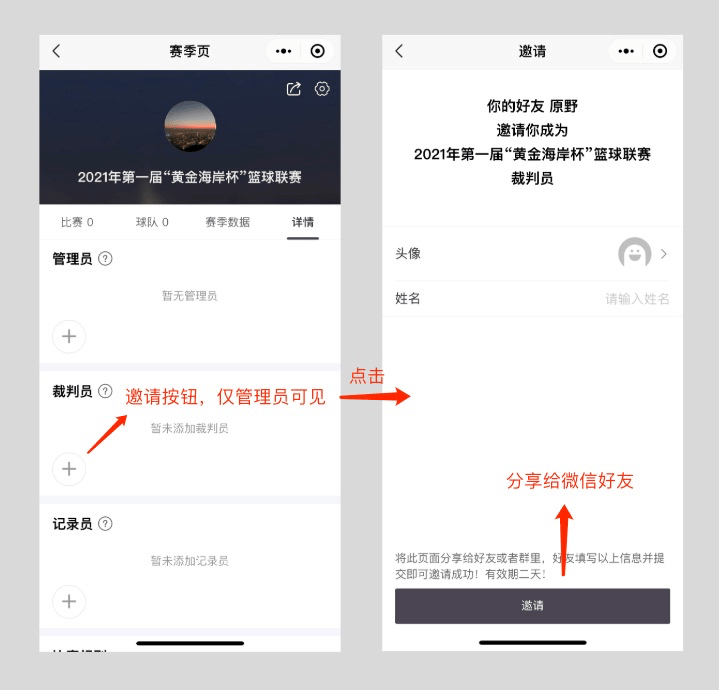 赛季页
2021年第一届“黄金海岸杯”篮球联赛
比赛 0
球队 0
赛季数据
详情
管理员 ?
暂无管理员
裁判员 ?
邀请按钮，仅管理员可见
暂未添加裁判员
记录员 ?
暂未添加记录员
点击
邀请
你的好友 原野
邀请你成为
2021年第一届“黄金海岸杯”篮球联赛
裁判员
头像
姓名
请输入姓名
分享给微信好友
将此页面分享给好友或者群里，好友填写以上信息并提
交即可邀请成功！有效期二天！
邀请